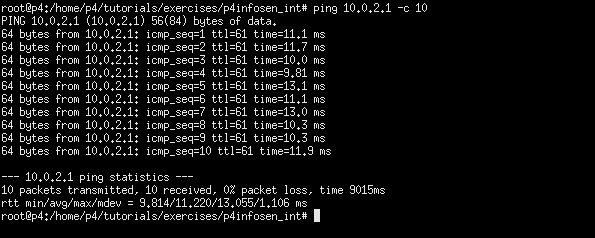 root@p4:/home/p4/tutorials/exercises/p4infosen_int# ping 10.0.2.1 -c 10
PING 10.0.2.1 (10.0.2.1) 56(84) bytes of data.
64 bytes from 10.0.2.1: icmp_seq=1 ttl=61 time=11.1 ms
64 bytes from 10.0.2.1: icmp_seq=2 ttl=61 time=11.7 ms
64 bytes from 10.0.2.1: icmp_seq=3 ttl=61 time=10.0 ms
64 bytes from 10.0.2.1: icmp_seq=4 ttl=61 time=9.81 ms
64 bytes from 10.0.2.1: icmp_seq=5 ttl=61 time=13.1 ms
64 bytes from 10.0.2.1: icmp_seq=6 ttl=61 time=11.1 ms
64 bytes from 10.0.2.1: icmp_seq=7 ttl=61 time=13.0 ms
64 bytes from 10.0.2.1: icmp_seq=8 ttl=61 time=10.3 ms
64 bytes from 10.0.2.1: icmp_seq=9 ttl=61 time=10.3 ms
64 bytes from 10.0.2.1: icmp_seq=10 ttl=61 time=11.9 ms
--- 10.0.2.1 ping statistics ---
10 packets transmitted, 10 received, 0% packet loss, time 9015ms
rtt min/avg/max/mdev = 9.814/11.220/13.055/1.106 ms
root@p4:/home/p4/tutorials/exercises/p4infosen_int#